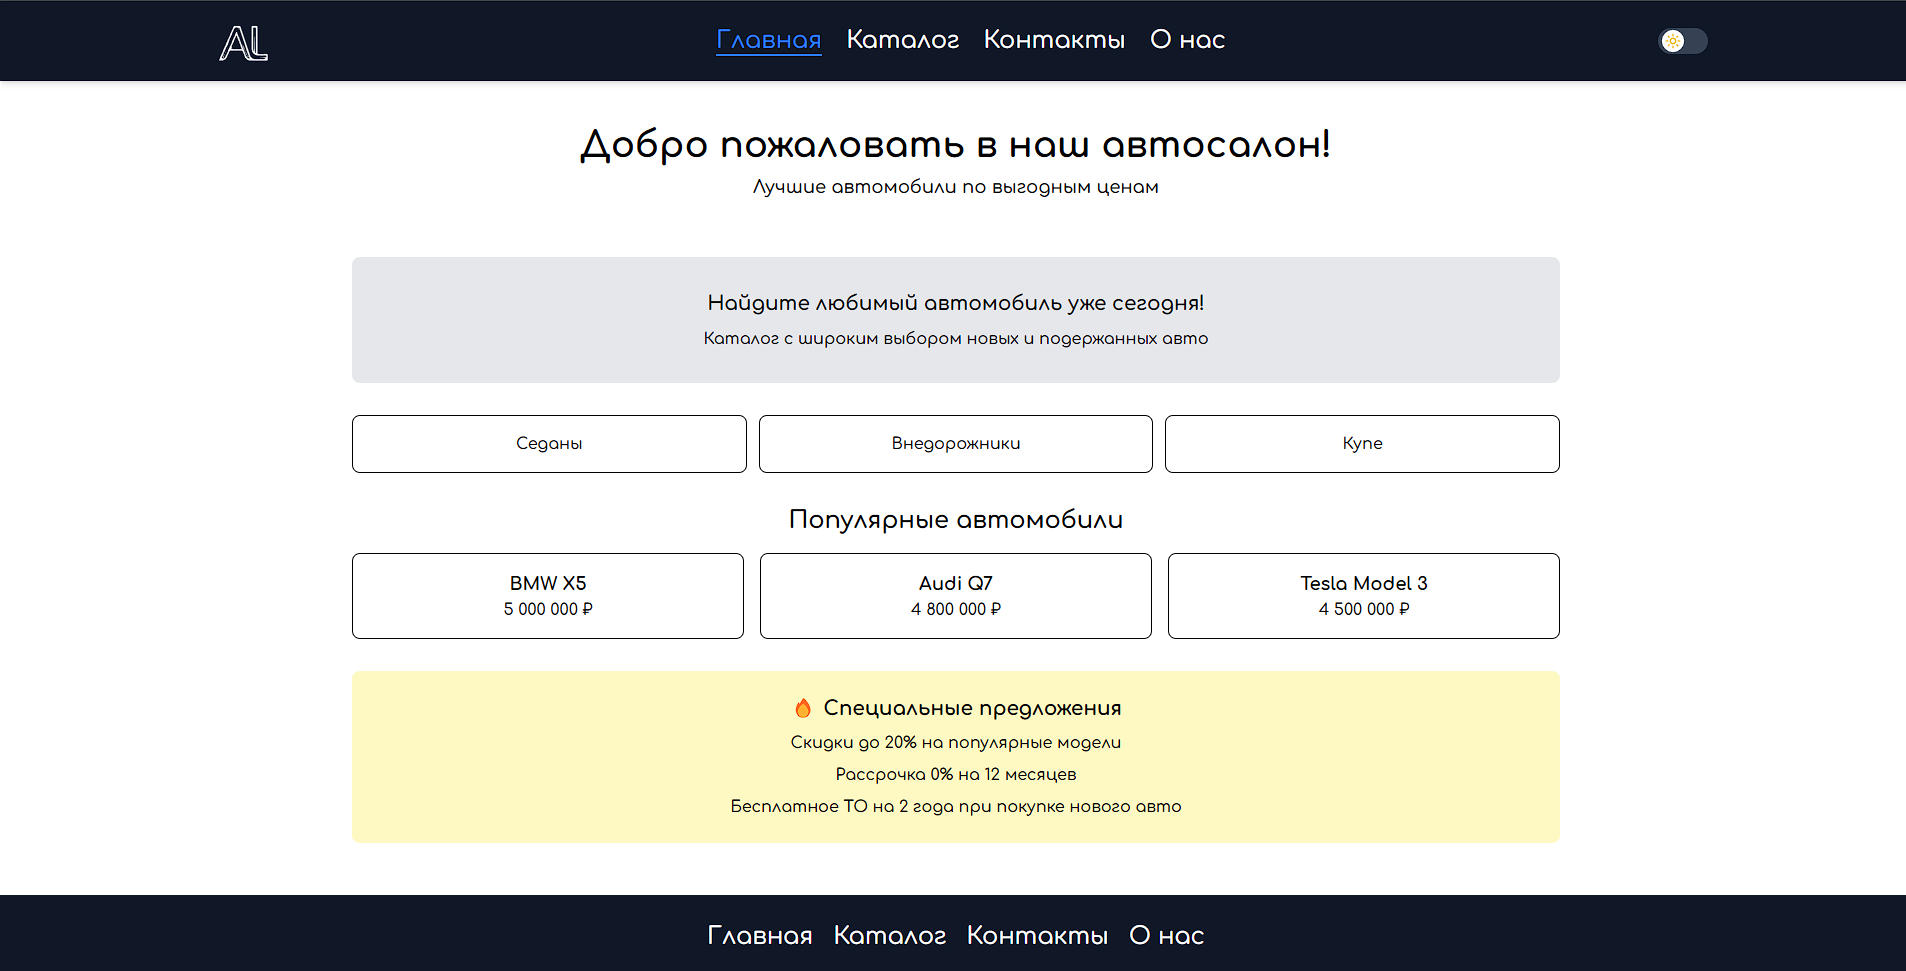 AL
Главная Каталог Контакты О нас
Добро пожаловать в наш автосалон!
Лучшие автомобили по выгодным ценам
Найдите любимый автомобиль уже сегодня!
Каталог с широким выбором новых и подержанных авто
Седаны Внедорожники Купе
Популярные автомобили
BMW X5 Audi Q7 Tesla Model 3
5 000 000 ₽ 4 800 000 ₽ 4 500 000 ₽
🔥 Специальные предложения
Скидки до 20% на популярные модели
Рассрочка 0% на 12 месяцев
Бесплатное ТО на 2 года при покупке нового авто
Главная Каталог Контакты О нас